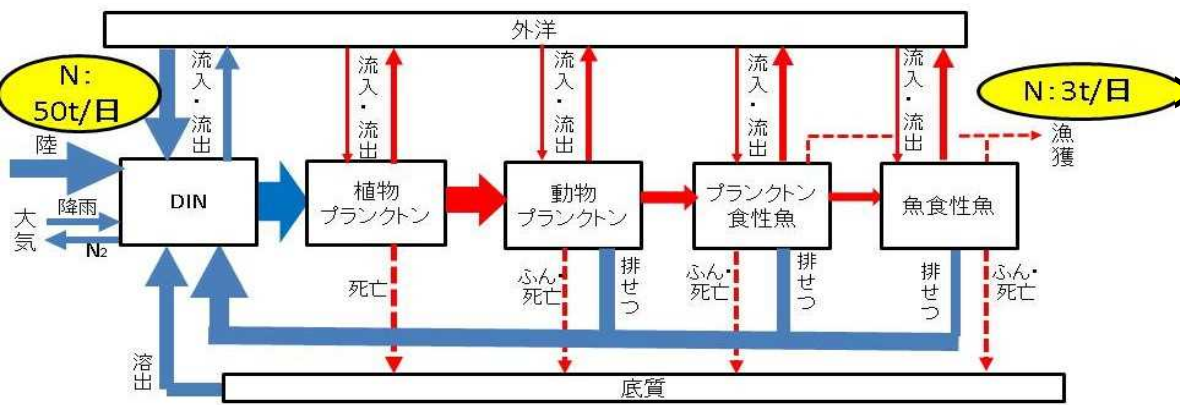 外洋
N:
50t/日
流入・流出
流入・流出
流入・流出
流入・流出
流入・流出
N:3t/日
漁獲
陸
大気
降雨
N2
DIN
植物
プランクトン
動物
プランクトン
プランクトン
食性魚
魚食性魚
死亡
ふん・
死亡
排せつ
ふん・
死亡
排せつ
排せつ
ふん・
死亡
溶出
底質